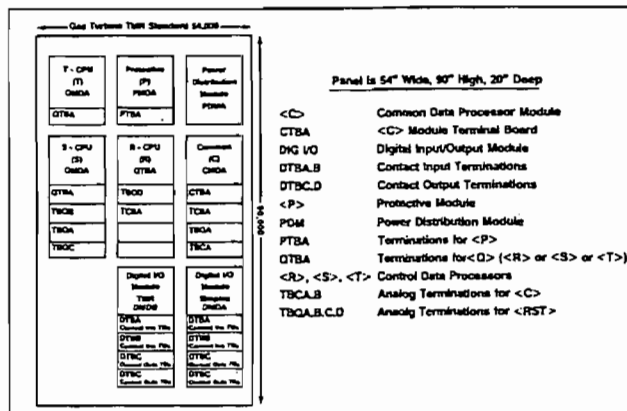 Gas Turbine TMR Standard 54.000
Panel is 54" Wide, 90" High, 20" Deep
T - CPU
(T)
QMDA
QTBA
Protective
(P)
PMDA
PTBA
Power
Distribution
Module
PDMA
S - CPU
(S)
QMDA
QTBA
TBQA
TBQC
R - CPU
(R)
QTBA
TCBA
Common
(C)
CMDA
CTBA
TCBA
TBQA
TBCA
90.000
Digital I/O
Module
TMR
DMDB
DTBA
DTBB
DTBC
DTBC
Digital I/O
Module
Simplex
DMDA
DTBA
DTBB
DTBC
DTBC
<C> Common Data Processor Module
CTBA <C> Module Terminal Board
DIG I/O Digital Input/Output Module
DTBA.B Contact Input Terminations
DTBC.D Contact Output Terminations
<P> Protective Module
PDM Power Distribution Module
PTBA Terminations for <P>
QTBA Terminations for <Q> (<R> or <S> or <T>)
<R>, <S>, <T> Control Data Processors
TBCA.B Analog Terminations for <C>
TBQA.B.C.D Analog Terminations for <RST>